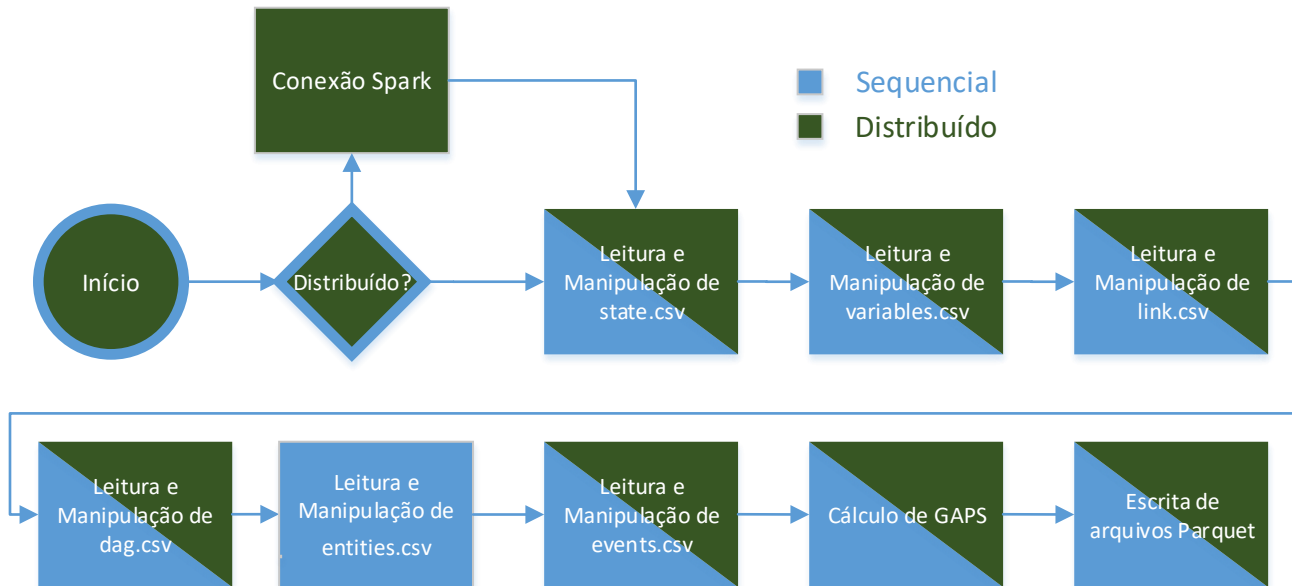 Conexão Spark
Sequencial
Distribuído
Início
Distribuído?
Leitura e
Manipulação de
state.csv
Leitura e
Manipulação de
variables.csv
Leitura e
Manipulação de
link.csv
Leitura e
Manipulação de
dag.csv
Leitura e
Manipulação de
entities.csv
Leitura e
Manipulação de
events.csv
Cálculo de GAPS
Escrita de
arquivos Parquet